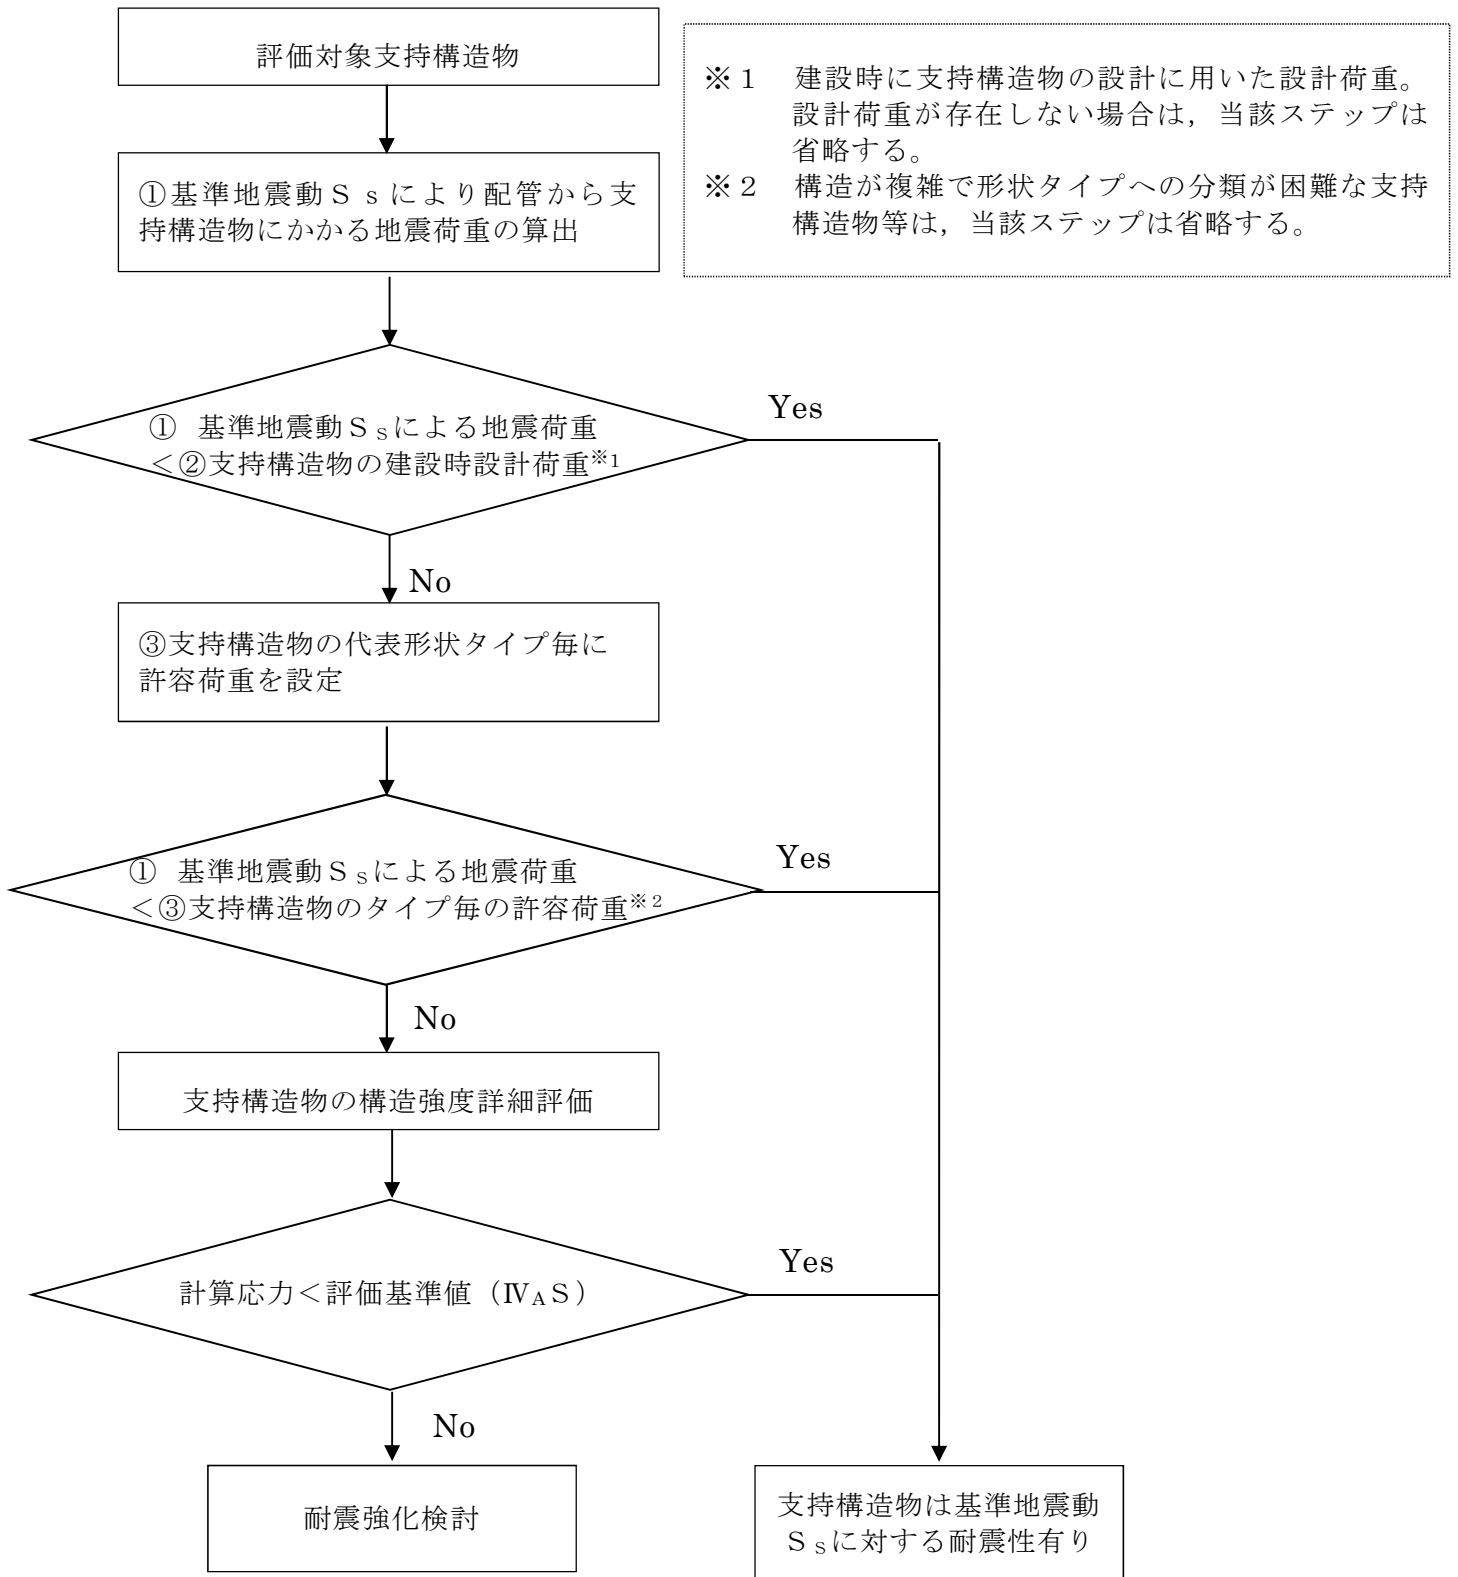 評価対象支持構造物
※１　建設時に支持構造物の設計に用いた設計荷重。
設計荷重が存在しない場合は，当該ステップは
省略する。
※２　構造が複雑で形状タイプへの分類が困難な支持
構造物等は，当該ステップは省略する。
①基準地震動Ｓｓにより配管から支
持構造物にかかる地震荷重の算出
①　基準地震動Ｓsによる地震荷重
＜②支持構造物の建設時設計荷重※1
Yes
No
③支持構造物の代表形状タイプ毎に
許容荷重を設定
①　基準地震動Ｓsによる地震荷重
＜③支持構造物のタイプ毎の許容荷重※２
Yes
No
支持構造物の構造強度詳細評価
計算応力＜評価基準値（ⅣAＳ）
Yes
No
耐震強化検討
支持構造物は基準地震動
Ｓsに対する耐震性有り